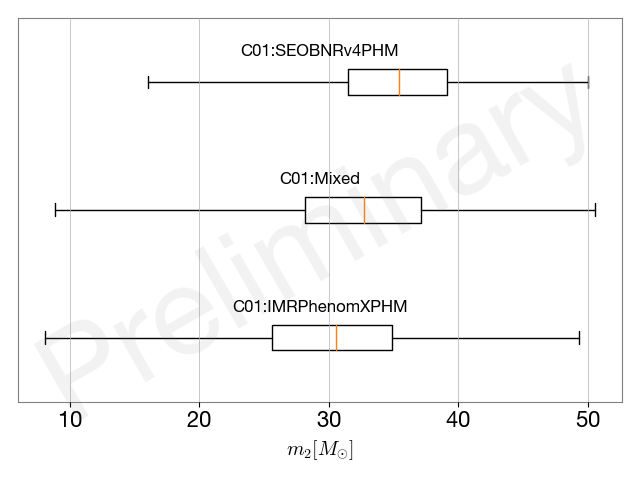 C01:SEOBNRv4PHM
C01:Mixed
C01:IMRPhenomXPHM
Preliminary
10 20 30 40 50
m₂[M☉]